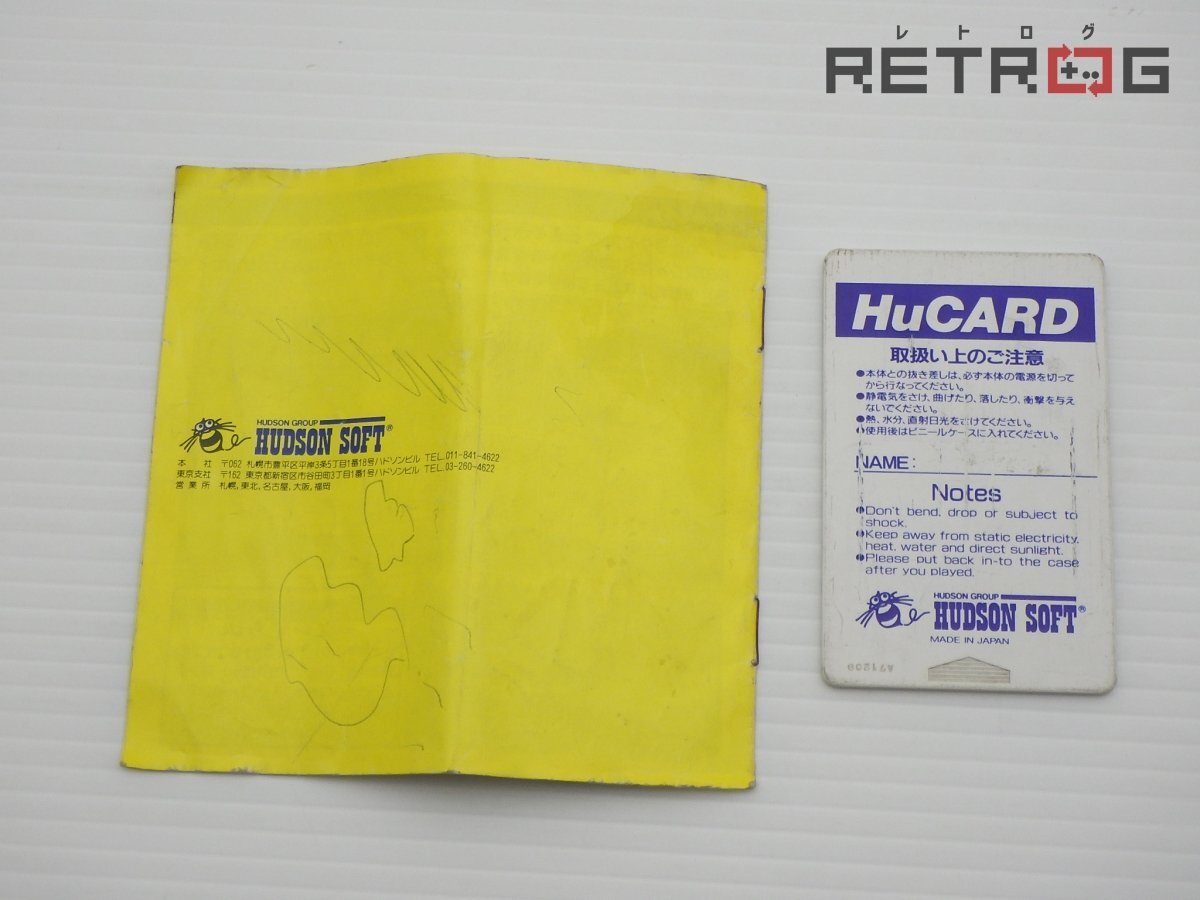 レトログ
RETROG
HUDSON GROUP
HUDSON SOFT®
本　社 〒062 札幌市豊平区平岸3条5丁目1番18号ハドソンビル TEL.011-841-4622
東京支社 〒162 東京都新宿区市谷田町3丁目1番1号ハドソンビル TEL.03-260-4622
営業所 札幌,東北,名古屋,大阪,福岡
HuCARD
取扱い上のご注意
●本体との抜き差しは、必ず本体の電源を切って
から行なってください。
●静電気をさけ、曲げたり、落したり、衝撃を与え
ないでください。
●熱、水分、直射日光をさけてください。
●使用後はビニールケースに入れてください。
NAME:
Notes
●Don't bend, drop or subject to
shock.
●Keep away from static electricity,
heat, water and direct sunlight.
●Please put back in-to the case
after you played.
HUDSON GROUP
HUDSON SOFT®
MADE IN JAPAN
A71209